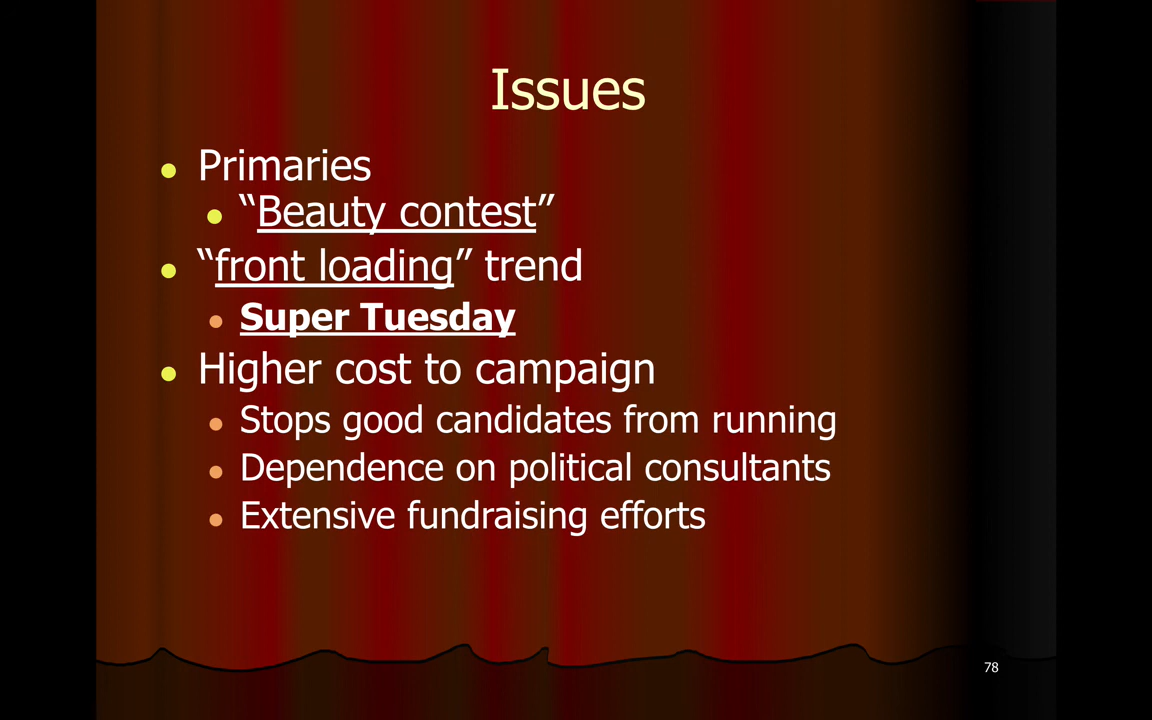 Issues
Primaries
“Beauty contest”
“front loading” trend
Super Tuesday
Higher cost to campaign
Stops good candidates from running
Dependence on political consultants
Extensive fundraising efforts
78